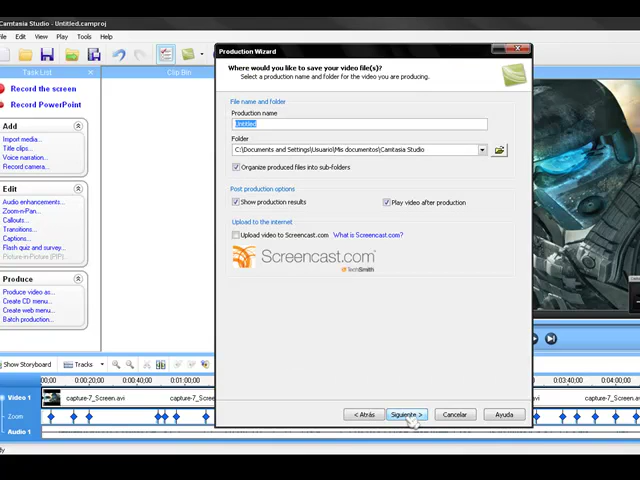 Camtasia Studio - Untitled.camproj
File Edit View Play Tools Help
Task List
Clip Bin
Record the screen
Record PowerPoint
Add
Import media...
Title clips...
Voice narration...
Record camera...
Edit
Audio enhancements...
Zoom-n-Pan...
Callouts...
Transitions...
Captions...
Flash quiz and survey...
Picture-in-Picture (PIP)...
Produce
Produce video as...
Create CD menu...
Create web menu...
Batch production...
Production Wizard
Where would you like to save your video file(s)?
Select a production name and folder for the video you are producing.
File name and folder
Production name
Untitled
Folder
C:\Documents and Settings\Usuario\Mis documentos\Camtasia Studio
Organize produced files into sub-folders
Post production options
Show production results
Play video after production
Upload to the internet
Upload video to Screencast.com What is Screencast.com?
Screencast.com™
TechSmith
< Atrás Siguiente > Cancelar Ayuda
Show Storyboard Tracks
00;00 0:00:20;00 0:00:40;00 0:01:00;00 0:03:40;00 0:04:00;00
Video 1 capture-7_Screen.avi capture-7_Screen.avi
Zoom
Audio 1